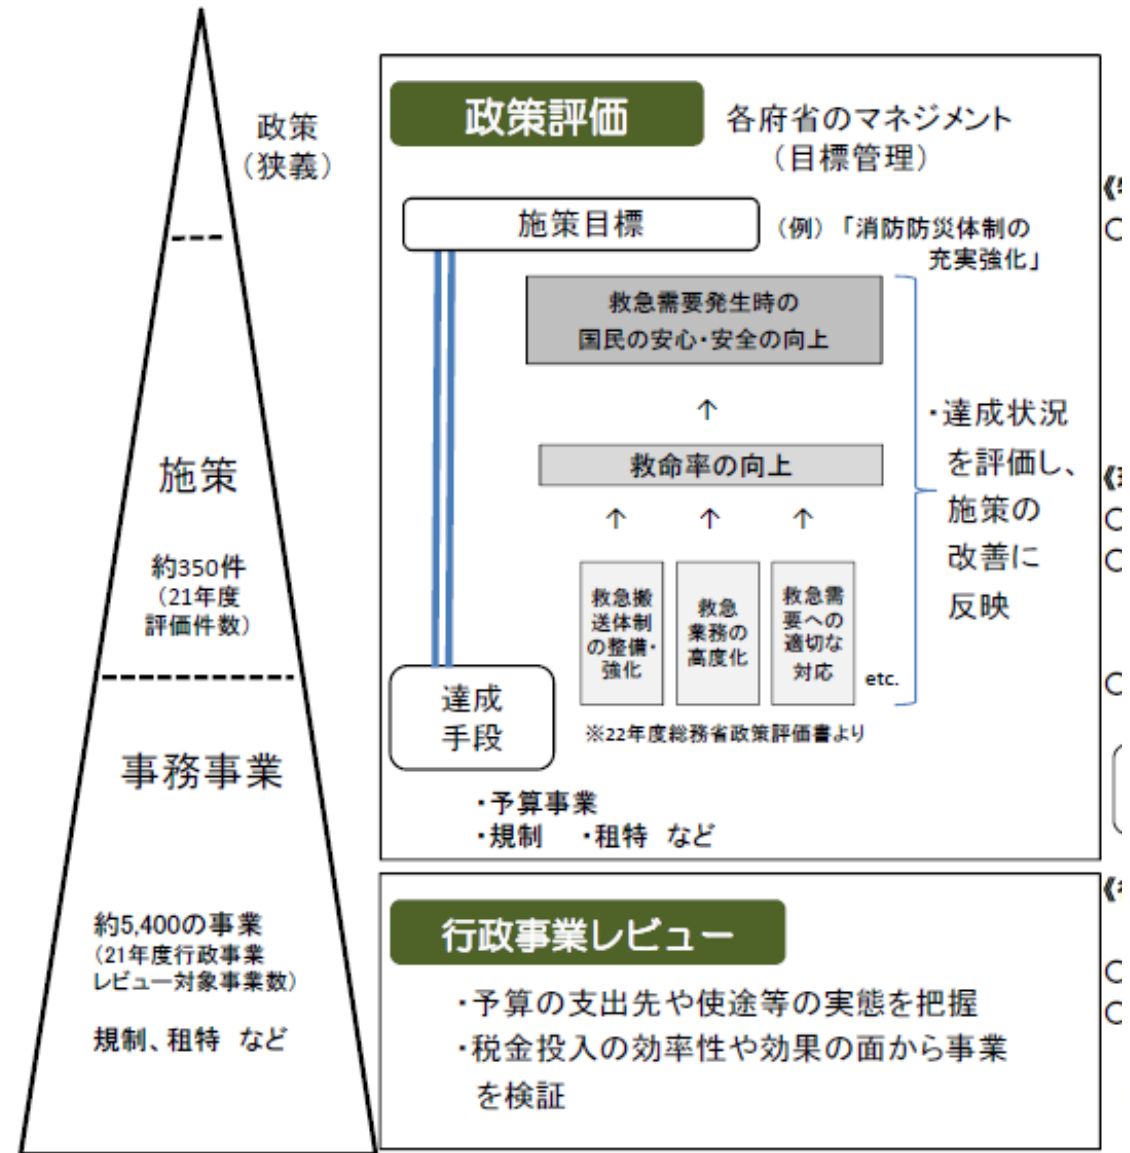 政策
（狭義）
施策
約350件
（21年度
評価件数）
事務事業
約5,400の事業
（21年度行政事業
レビュー対象事業数）
規制、租特 など
政策評価
各府省のマネジメント
（目標管理）
施策目標
（例）「消防防災体制の
充実強化」
救急需要発生時の
国民の安心・安全の向上
↑
救命率の向上
↑ ↑ ↑
救急搬
送体制
の整備・
強化
救急
業務の
高度化
救急需
要への
適切な
対応
etc.
・達成状況
を評価し、
施策の
改善に
反映
達成
手段
※22年度総務省政策評価書より
・予算事業
・規制 ・租特 など
行政事業レビュー
・予算の支出先や使途等の実態を把握
・税金投入の効率性や効果の面から事業
を検証
《
○
《
○
○
○
《
○
○